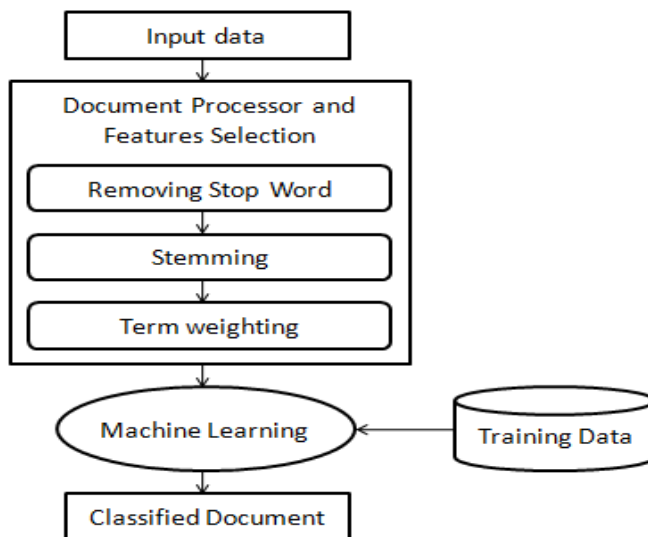 Input data
Document Processor and
Features Selection
Removing Stop Word
Stemming
Term weighting
Machine Learning
Training Data
Classified Document